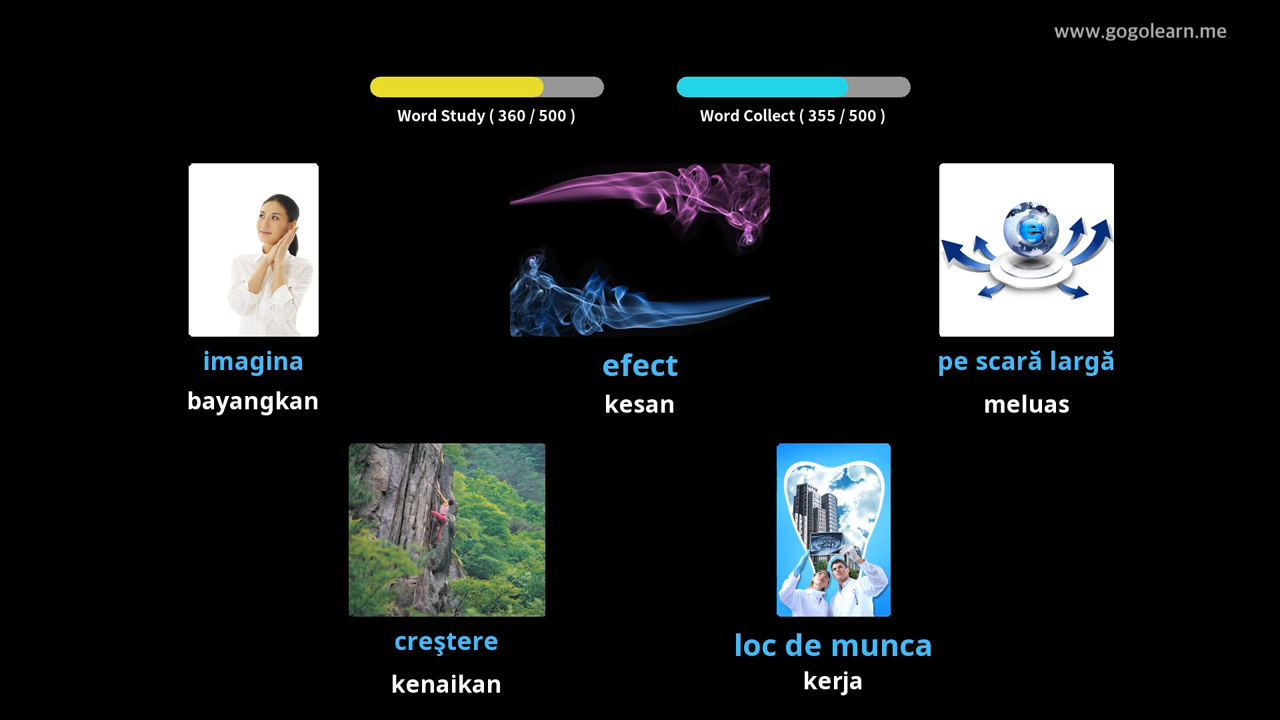 www.gogolearn.me
Word Study ( 360 / 500 )
Word Collect ( 355 / 500 )
imagina
bayangkan
efect
kesan
pe scară largă
meluas
creştere
kenaikan
loc de munca
kerja